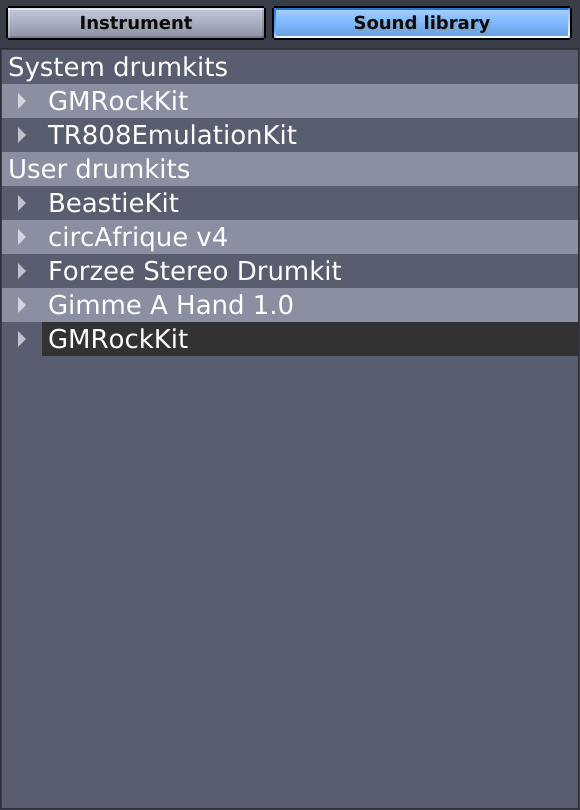 Instrument
Sound library
System drumkits
GMRockKit
TR808EmulationKit
User drumkits
BeastieKit
circAfrique v4
Forzee Stereo Drumkit
Gimme A Hand 1.0
GMRockKit